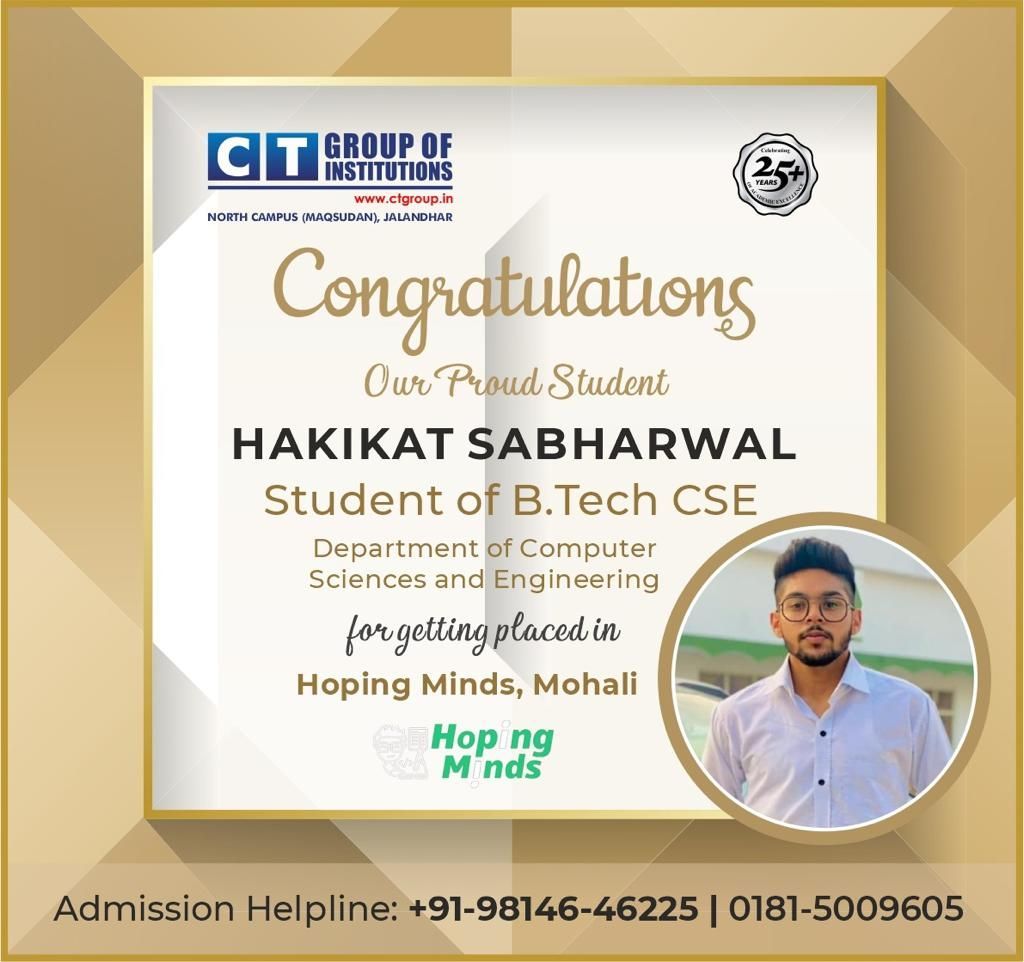 CT GROUP OF
INSTITUTIONS
www.ctgroup.in
NORTH CAMPUS (MAQSUDAN), JALANDHAR
Celebrating
25+
YEARS
OF ACADEMIC EXCELLENCE
Congratulations
Our Proud Student
HAKIKAT SABHARWAL
Student of B.Tech CSE
Department of Computer
Sciences and Engineering
for getting placed in
Hoping Minds, Mohali
Hoping
Minds
Admission Helpline: +91-98146-46225 | 0181-5009605